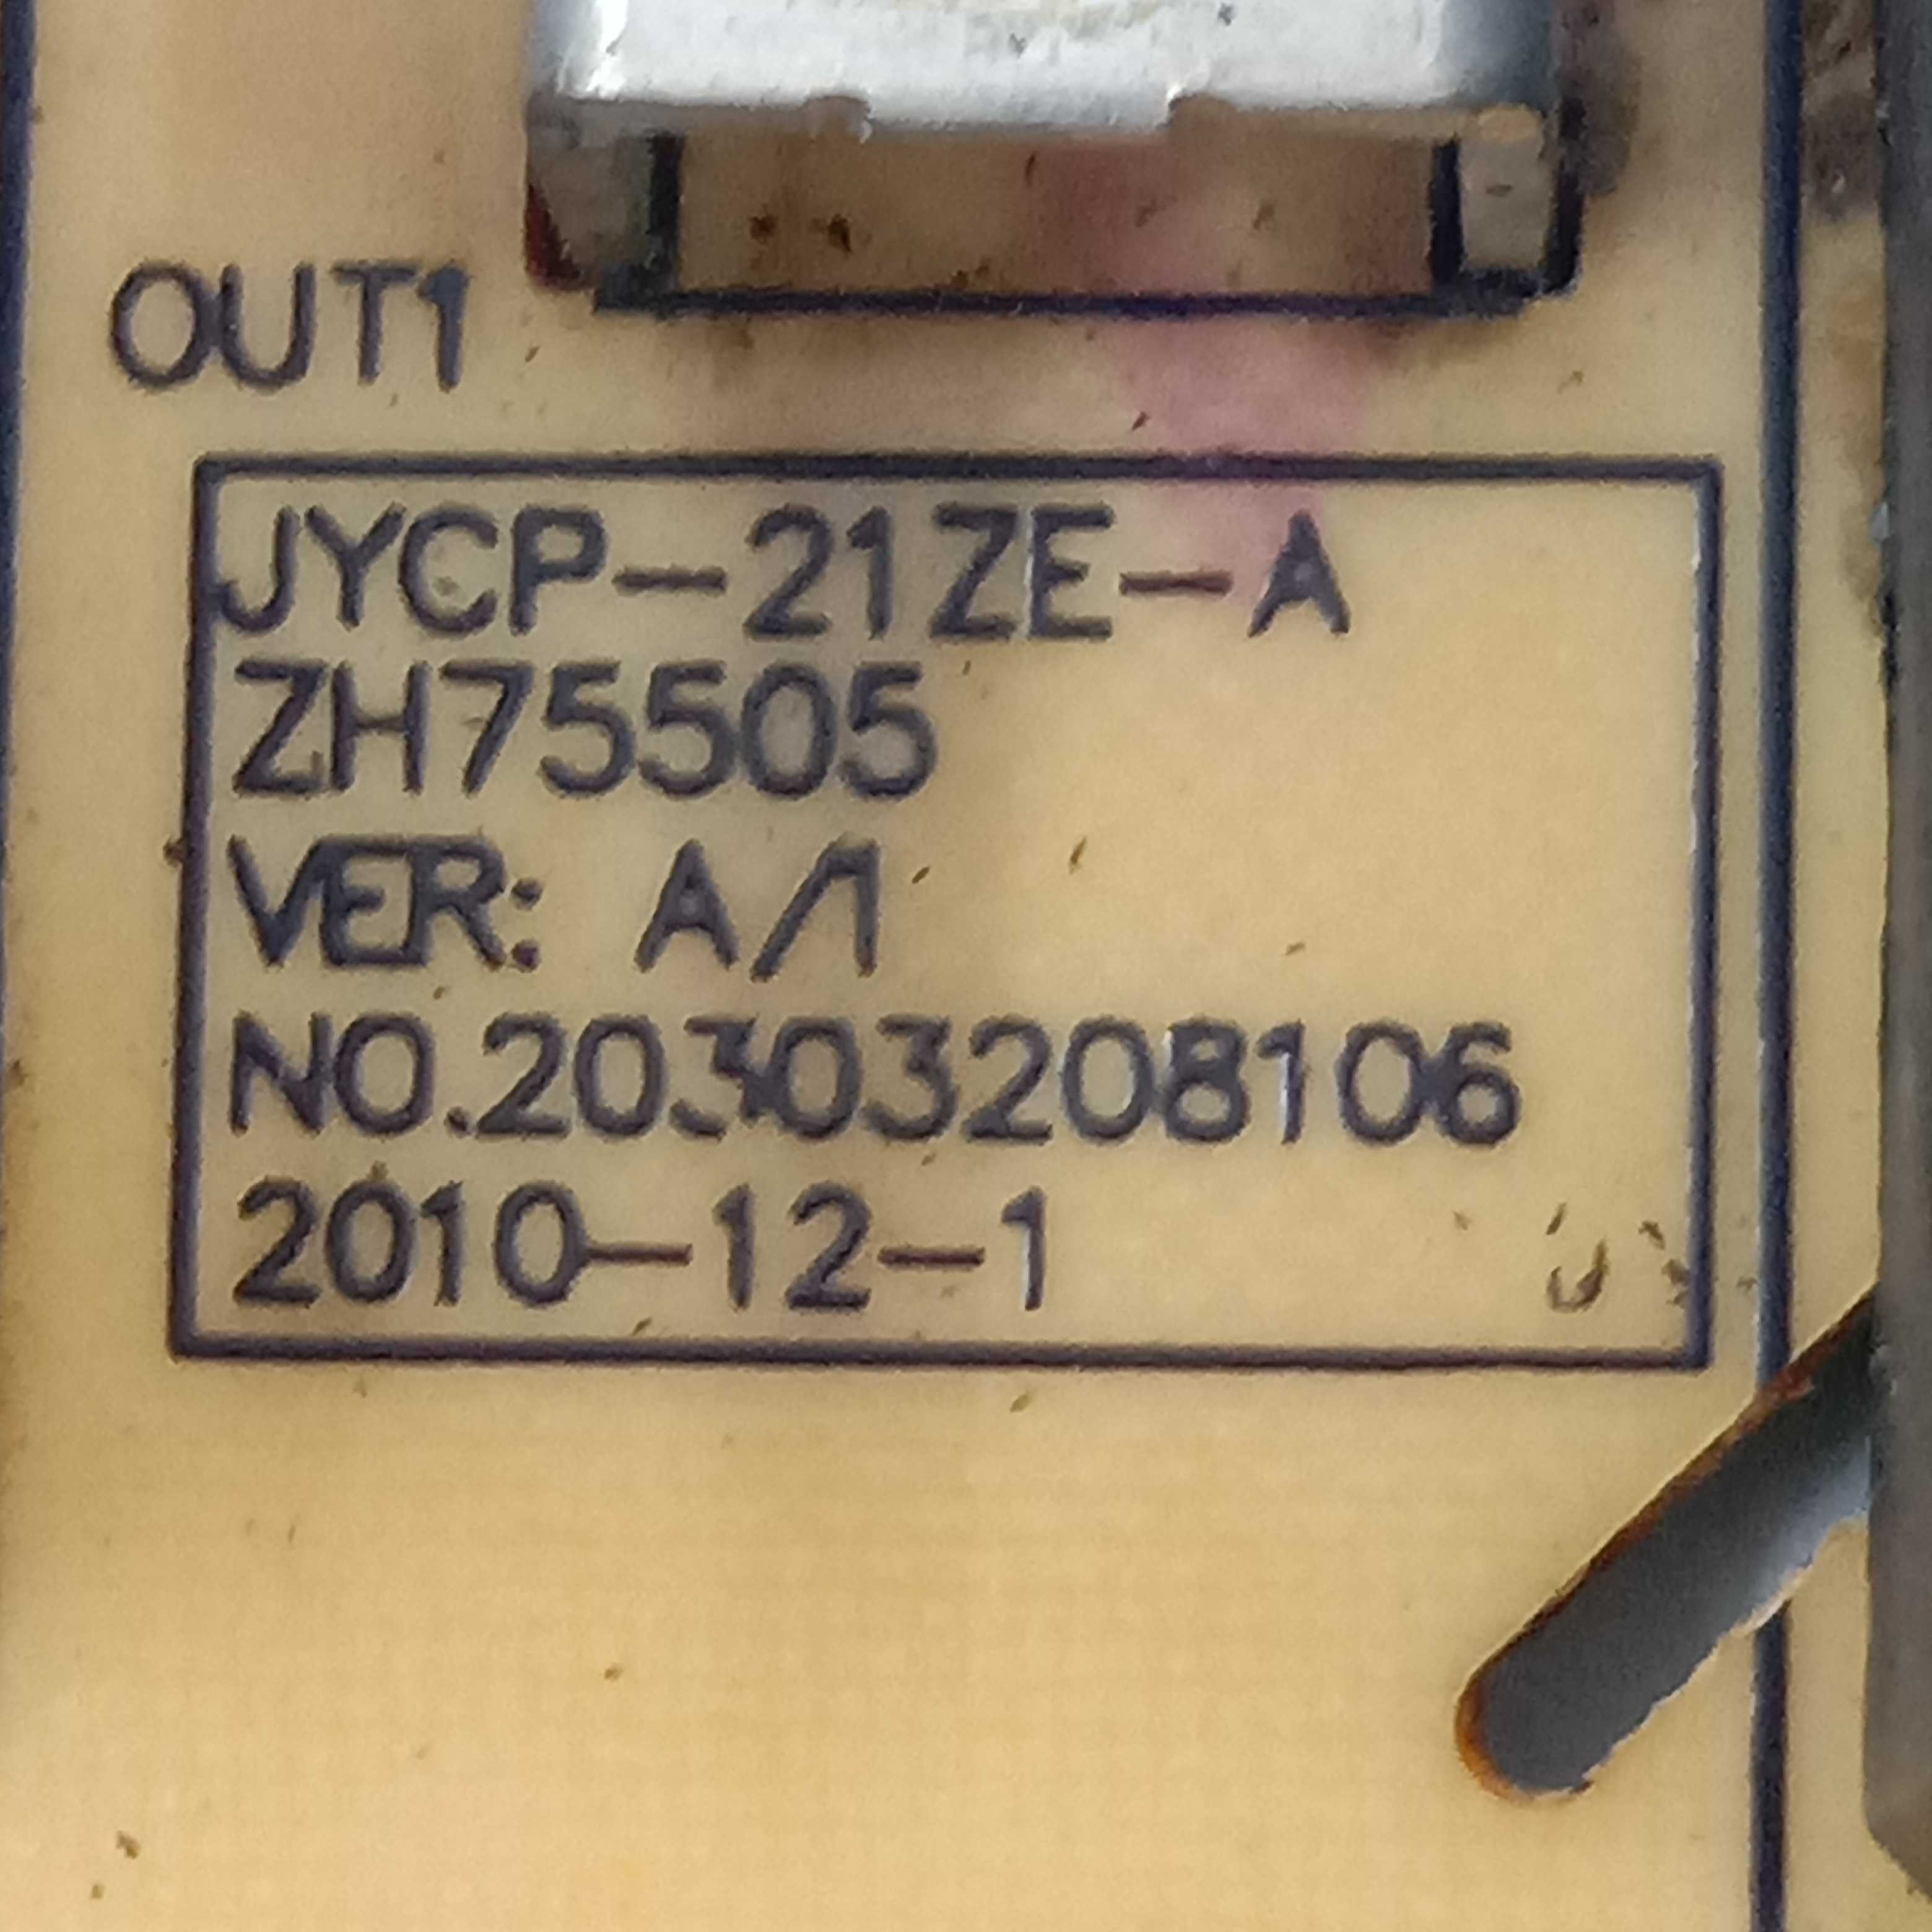 OUT1
JYCP-21ZE-A
ZH75505
VER: A/1
NO.20303208106
2010-12-1